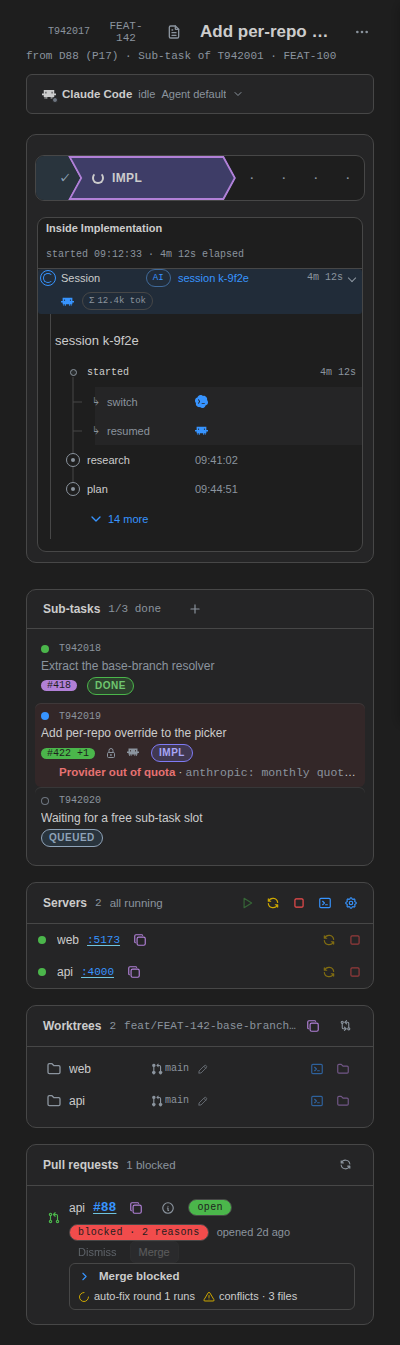 T942017 FEAT-142 Add per-repo … ···
from D88 (P17) · Sub-task of T942001 · FEAT-100
Claude Code idle Agent default
✓ IMPL
Inside Implementation
started 09:12:33 · 4m 12s elapsed
Session AI session k-9f2e 4m 12s
Σ 12.4k tok
session k-9f2e
started 4m 12s
↳ switch
↳ resumed
research 09:41:02
plan 09:44:51
14 more
Sub-tasks 1/3 done
T942018
Extract the base-branch resolver
#418 DONE
T942019
Add per-repo override to the picker
#422 +1 IMPL
Provider out of quota · anthropic: monthly quot…
T942020
Waiting for a free sub-task slot
QUEUED
Servers 2 all running
web :5173
api :4000
Worktrees 2 feat/FEAT-142-base-branch…
web main
api main
Pull requests 1 blocked
api #88 open
blocked · 2 reasons opened 2d ago
Dismiss Merge
Merge blocked
auto-fix round 1 runs conflicts · 3 files